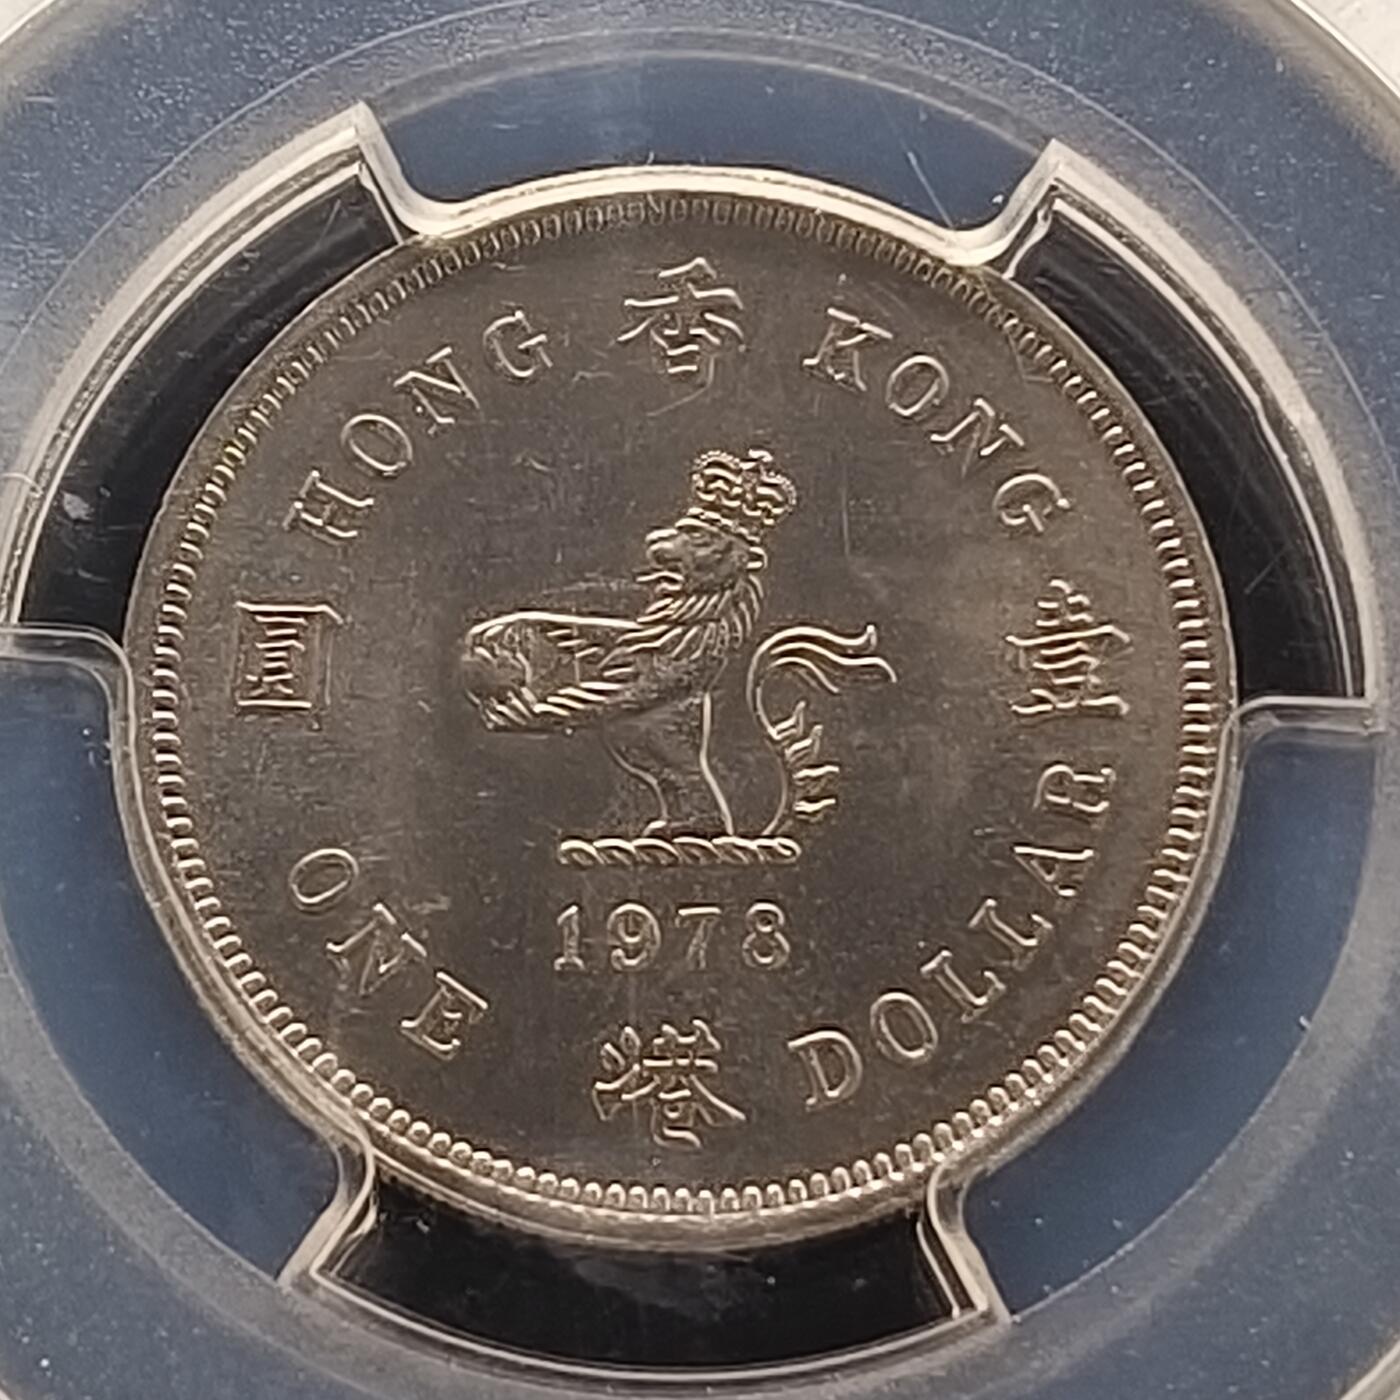 HONG 香 KONG
圓 壹
1978
ONE 港 DOLLAR